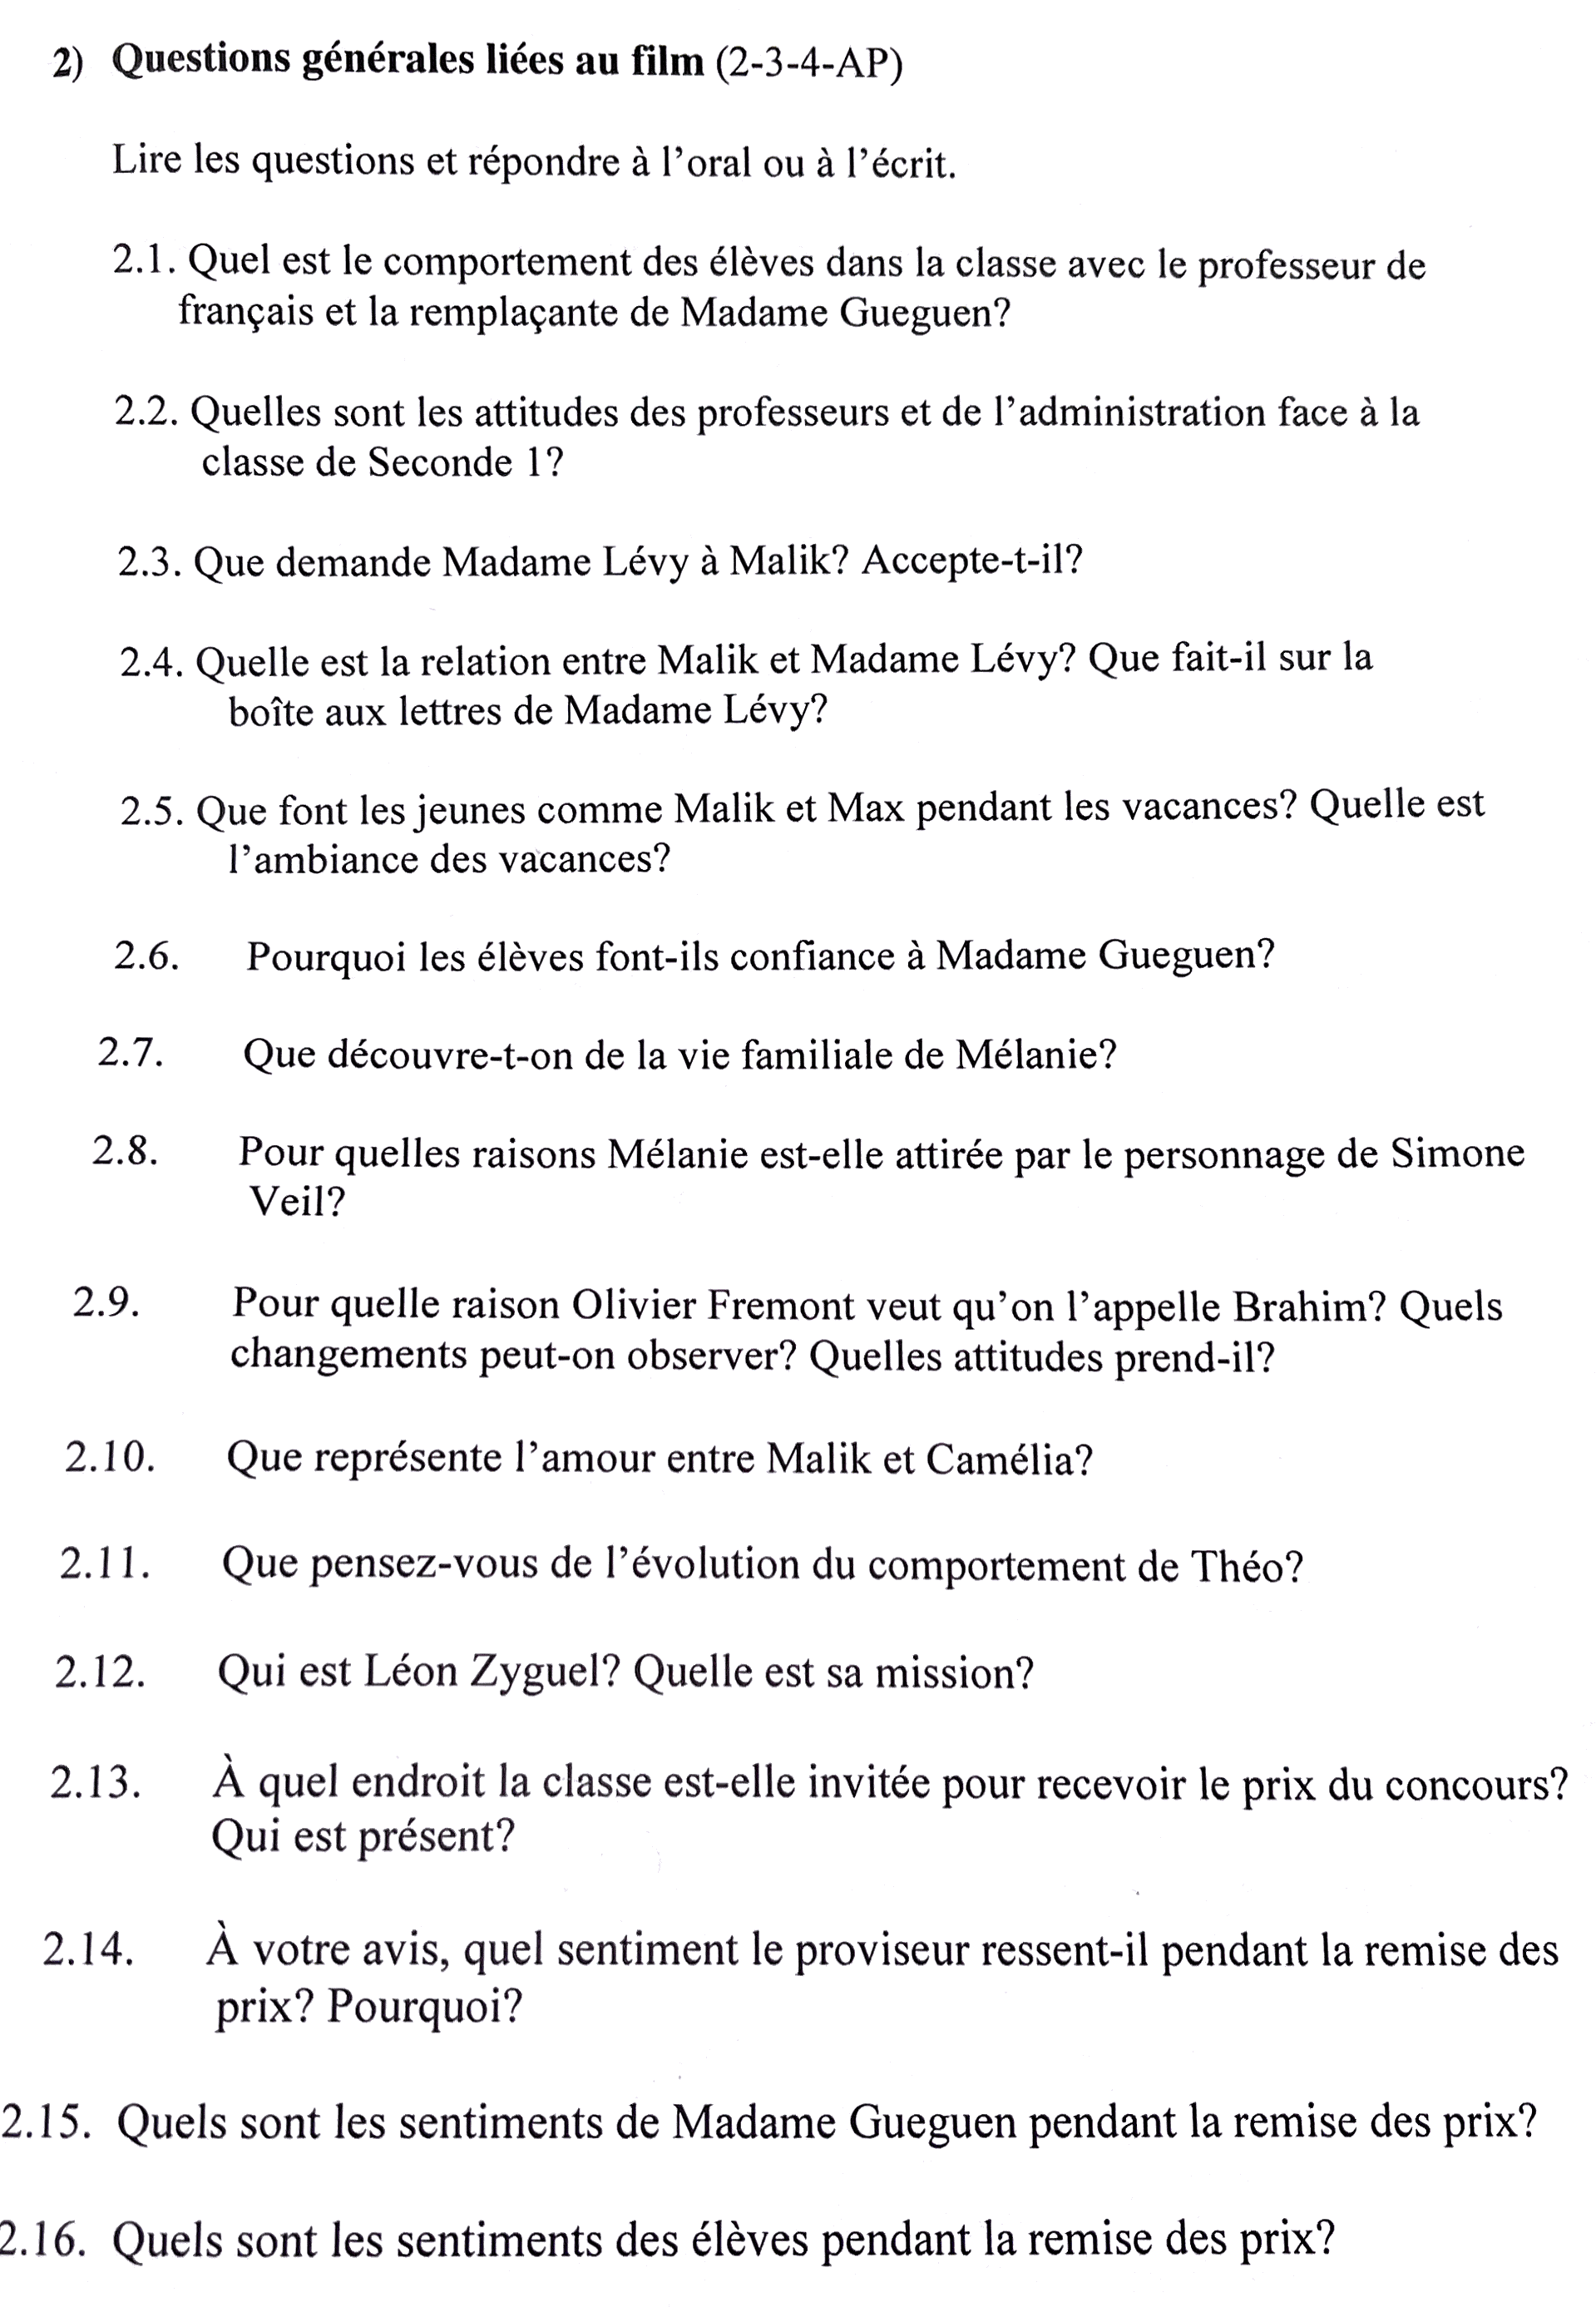 2) Questions générales liées au film (2-3-4-AP)
Lire les questions et répondre à l’oral ou à l’écrit.
2.1. Quel est le comportement des élèves dans la classe avec le professeur de
français et la remplaçante de Madame Gueguen?
2.2. Quelles sont les attitudes des professeurs et de l’administration face à la
classe de Seconde 1?
2.3. Que demande Madame Lévy à Malik? Accepte-t-il?
2.4. Quelle est la relation entre Malik et Madame Lévy? Que fait-il sur la
boîte aux lettres de Madame Lévy?
2.5. Que font les jeunes comme Malik et Max pendant les vacances? Quelle est
l’ambiance des vacances?
2.6. Pourquoi les élèves font-ils confiance à Madame Gueguen?
2.7. Que découvre-t-on de la vie familiale de Mélanie?
2.8. Pour quelles raisons Mélanie est-elle attirée par le personnage de Simone
Veil?
2.9. Pour quelle raison Olivier Fremont veut qu’on l’appelle Brahim? Quels
changements peut-on observer? Quelles attitudes prend-il?
2.10. Que représente l’amour entre Malik et Camélia?
2.11. Que pensez-vous de l’évolution du comportement de Théo?
2.12. Qui est Léon Zyguel? Quelle est sa mission?
2.13. À quel endroit la classe est-elle invitée pour recevoir le prix du concours?
Qui est présent?
2.14. À votre avis, quel sentiment le proviseur ressent-il pendant la remise des
prix? Pourquoi?
2.15. Quels sont les sentiments de Madame Gueguen pendant la remise des prix?
2.16. Quels sont les sentiments des élèves pendant la remise des prix?